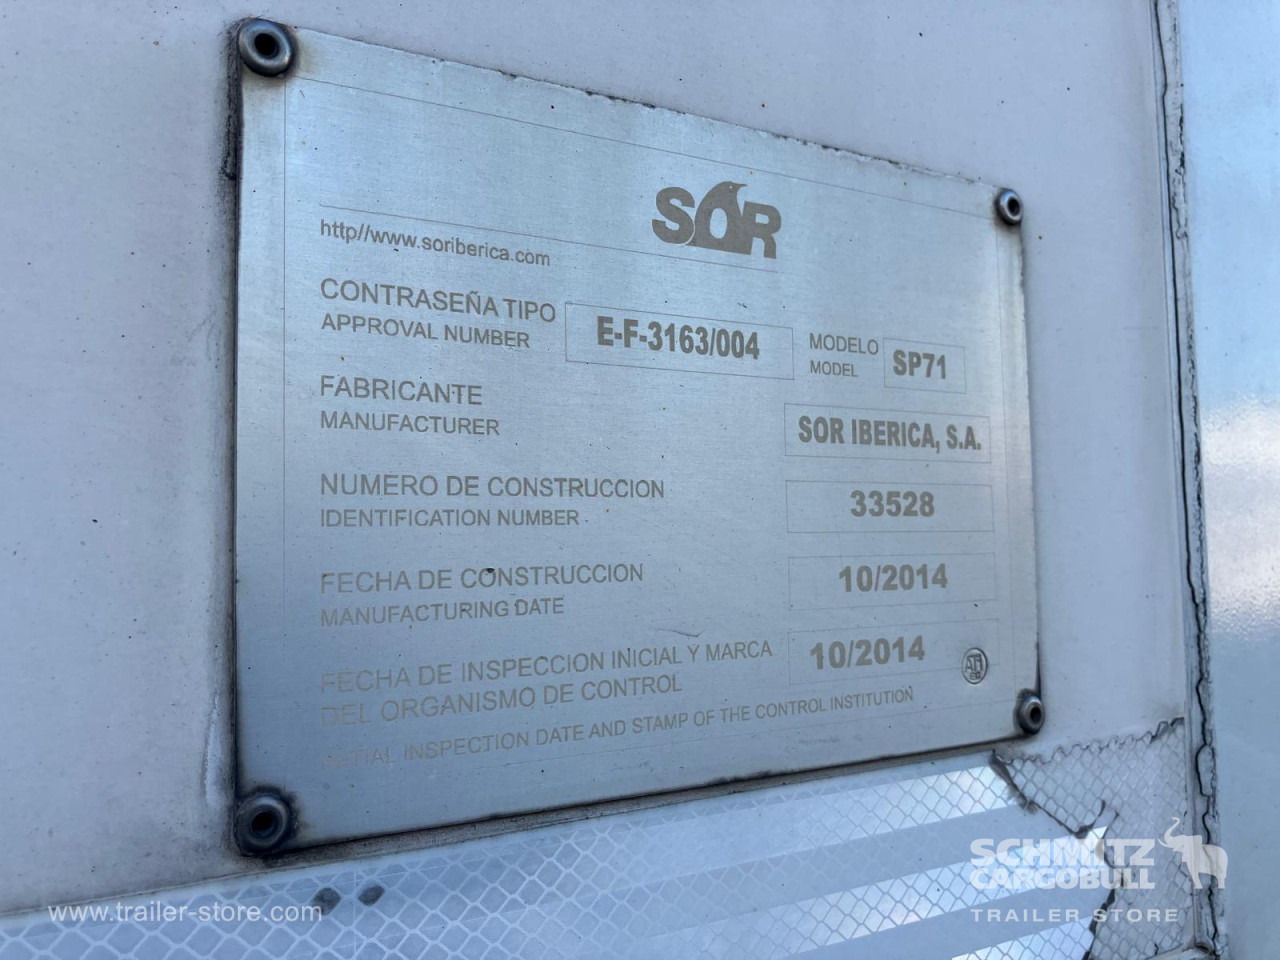 SOR
http//www.soriberica.com
CONTRASEÑA TIPO
APPROVAL NUMBER
E-F-3163/004
MODELO
MODEL
SP71
FABRICANTE
MANUFACTURER
SOR IBERICA, S.A.
NUMERO DE CONSTRUCCION
IDENTIFICATION NUMBER
33528
FECHA DE CONSTRUCCION
MANUFACTURING DATE
10/2014
FECHA DE INSPECCION INICIAL Y MARCA
DEL ORGANISMO DE CONTROL
INITIAL INSPECTION DATE AND STAMP OF THE CONTROL INSTITUTION
10/2014
www.trailer-store.com
SCHMITZ
CARGOBULL
TRAILER STORE